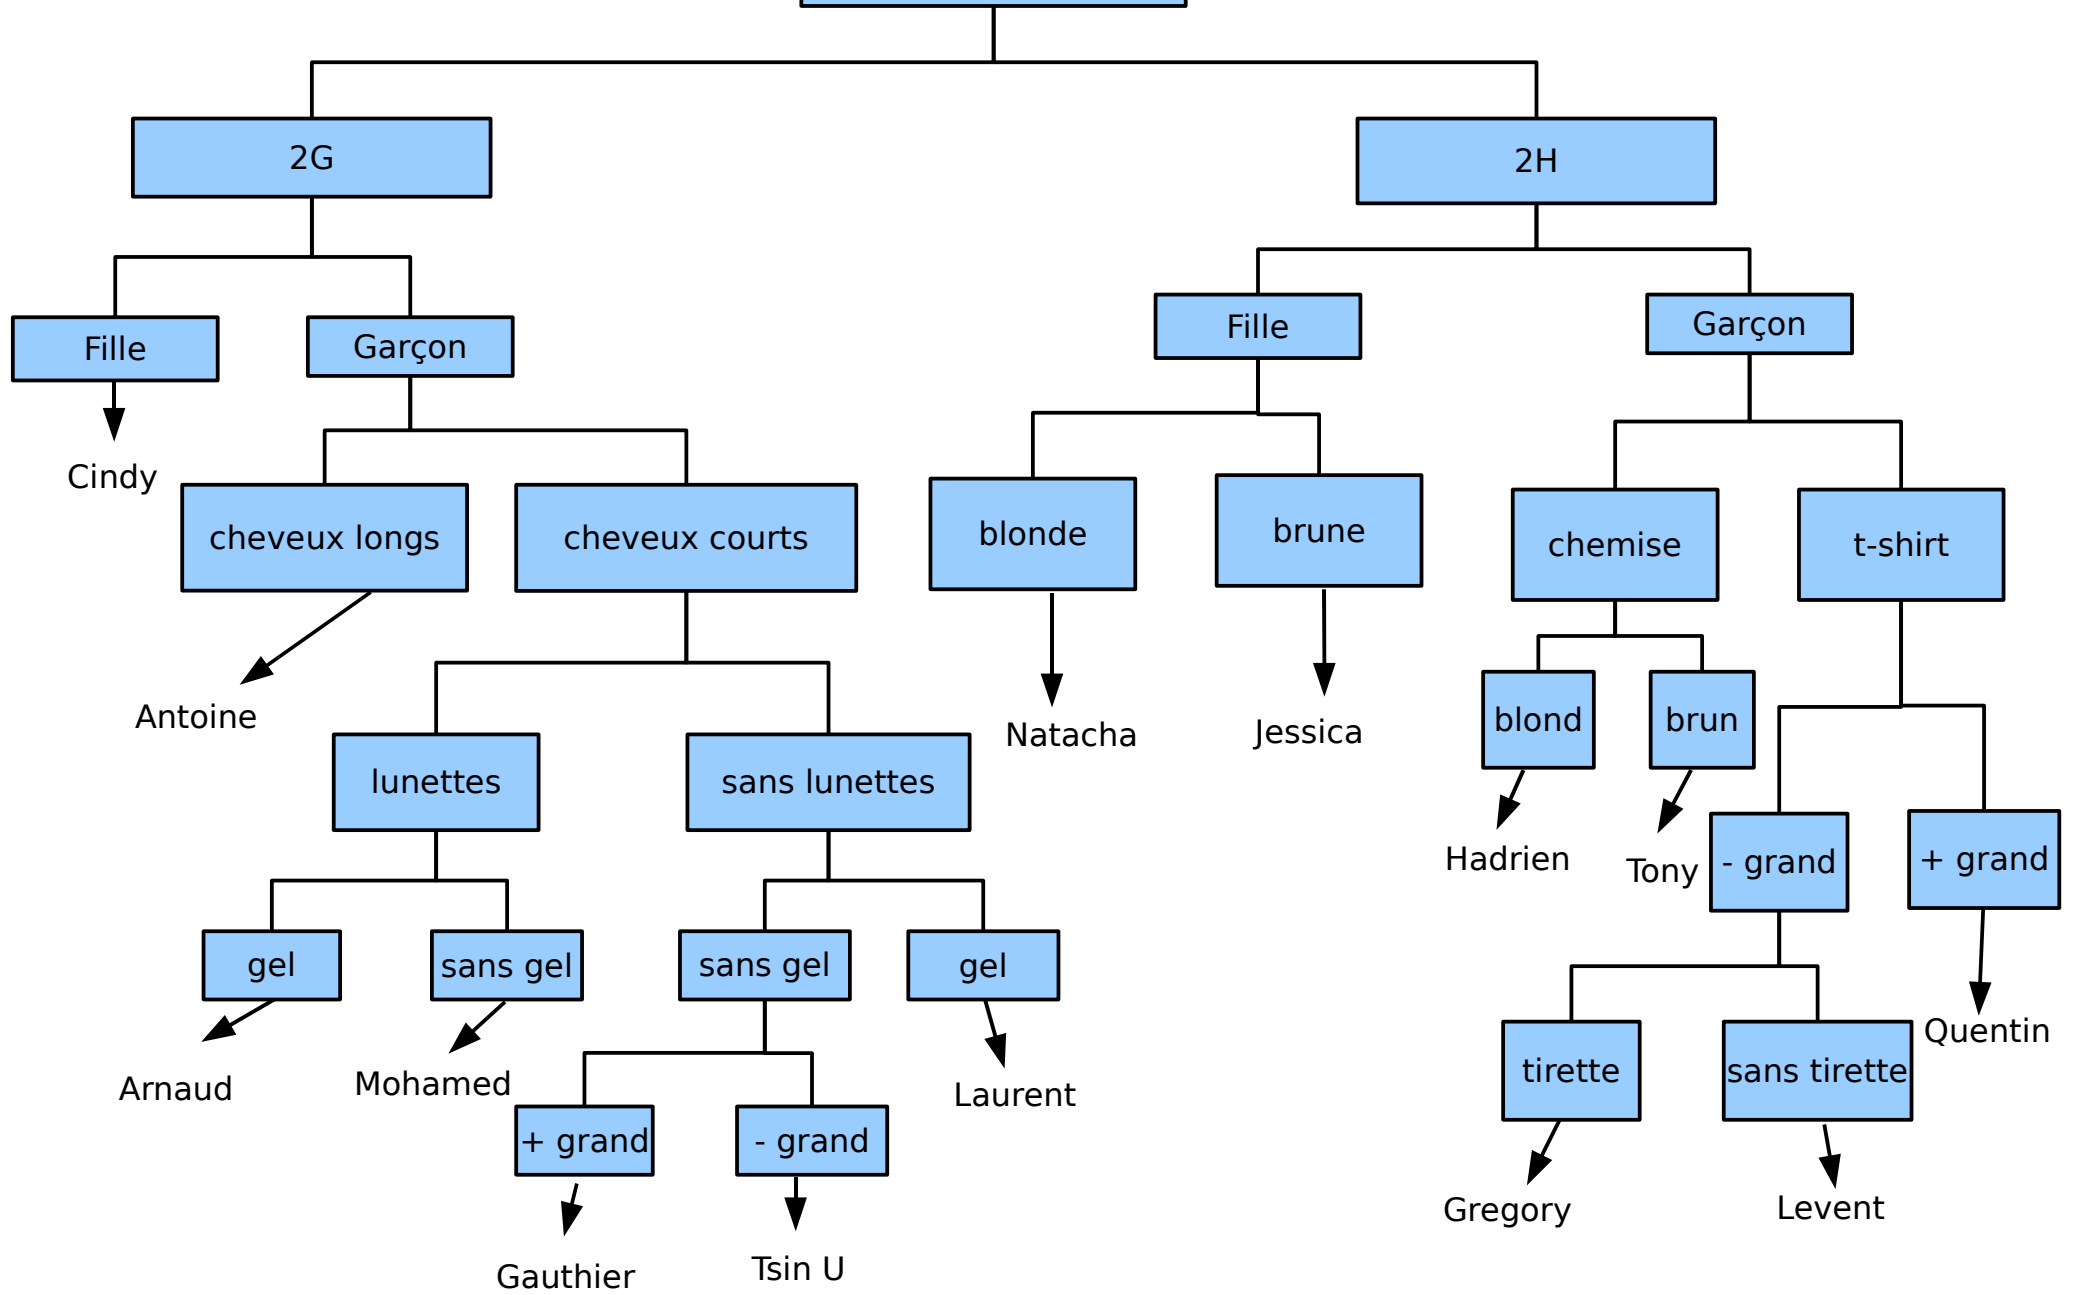 2G
2H
Fille
Garçon
Fille
Garçon
Cindy
cheveux longs
cheveux courts
blonde
brune
chemise
t-shirt
Antoine
Natacha
Jessica
blond
brun
lunettes
sans lunettes
Hadrien
Tony
- grand
+ grand
gel
sans gel
sans gel
gel
Quentin
Arnaud
Mohamed
Laurent
tirette
sans tirette
+ grand
- grand
Gregory
Levent
Gauthier
Tsin U